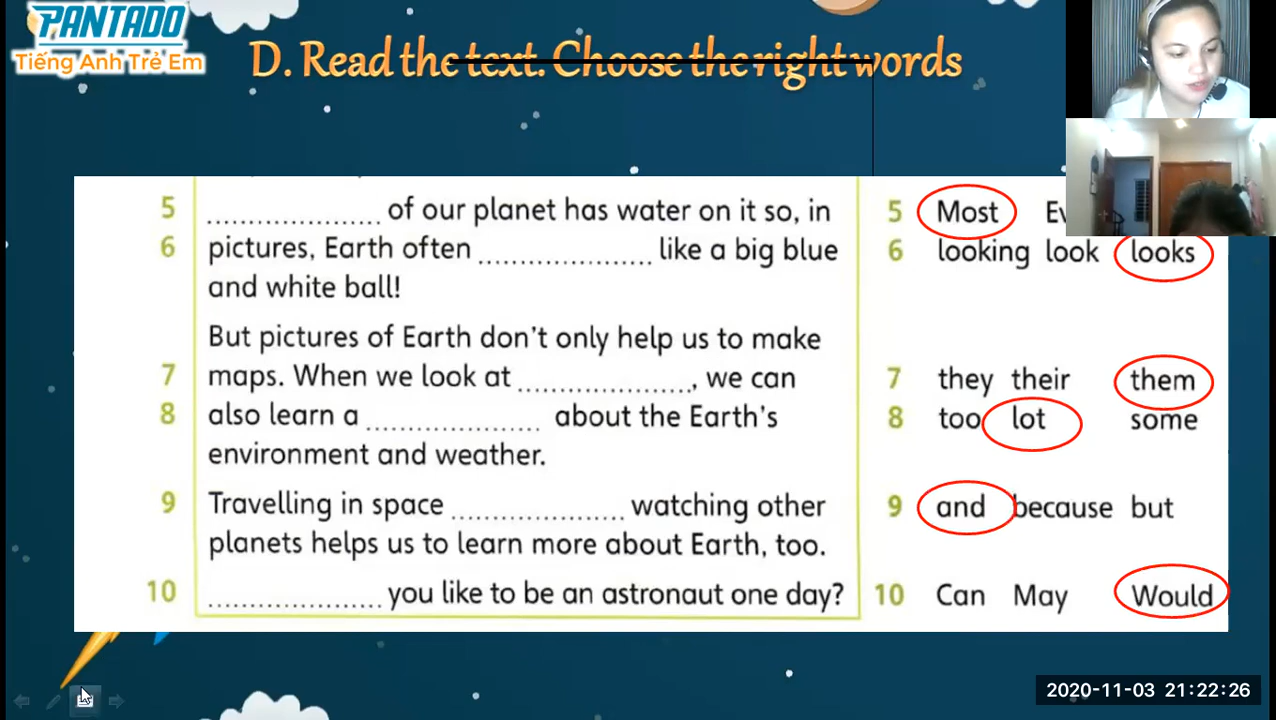 PANTADO
Tiếng Anh Trẻ Em
D. Read the text. Choose the right words
5 .................... of our planet has water on it so, in
6 pictures, Earth often .................... like a big blue
and white ball!
But pictures of Earth don't only help us to make
7 maps. When we look at ...................., we can
8 also learn a .................... about the Earth's
environment and weather.
9 Travelling in space .................... watching other
planets helps us to learn more about Earth, too.
10 .................... you like to be an astronaut one day?
5 Most
6 looking look looks
7 they their them
8 too lot some
9 and because but
10 Can May Would
2020-11-03 21:22:26